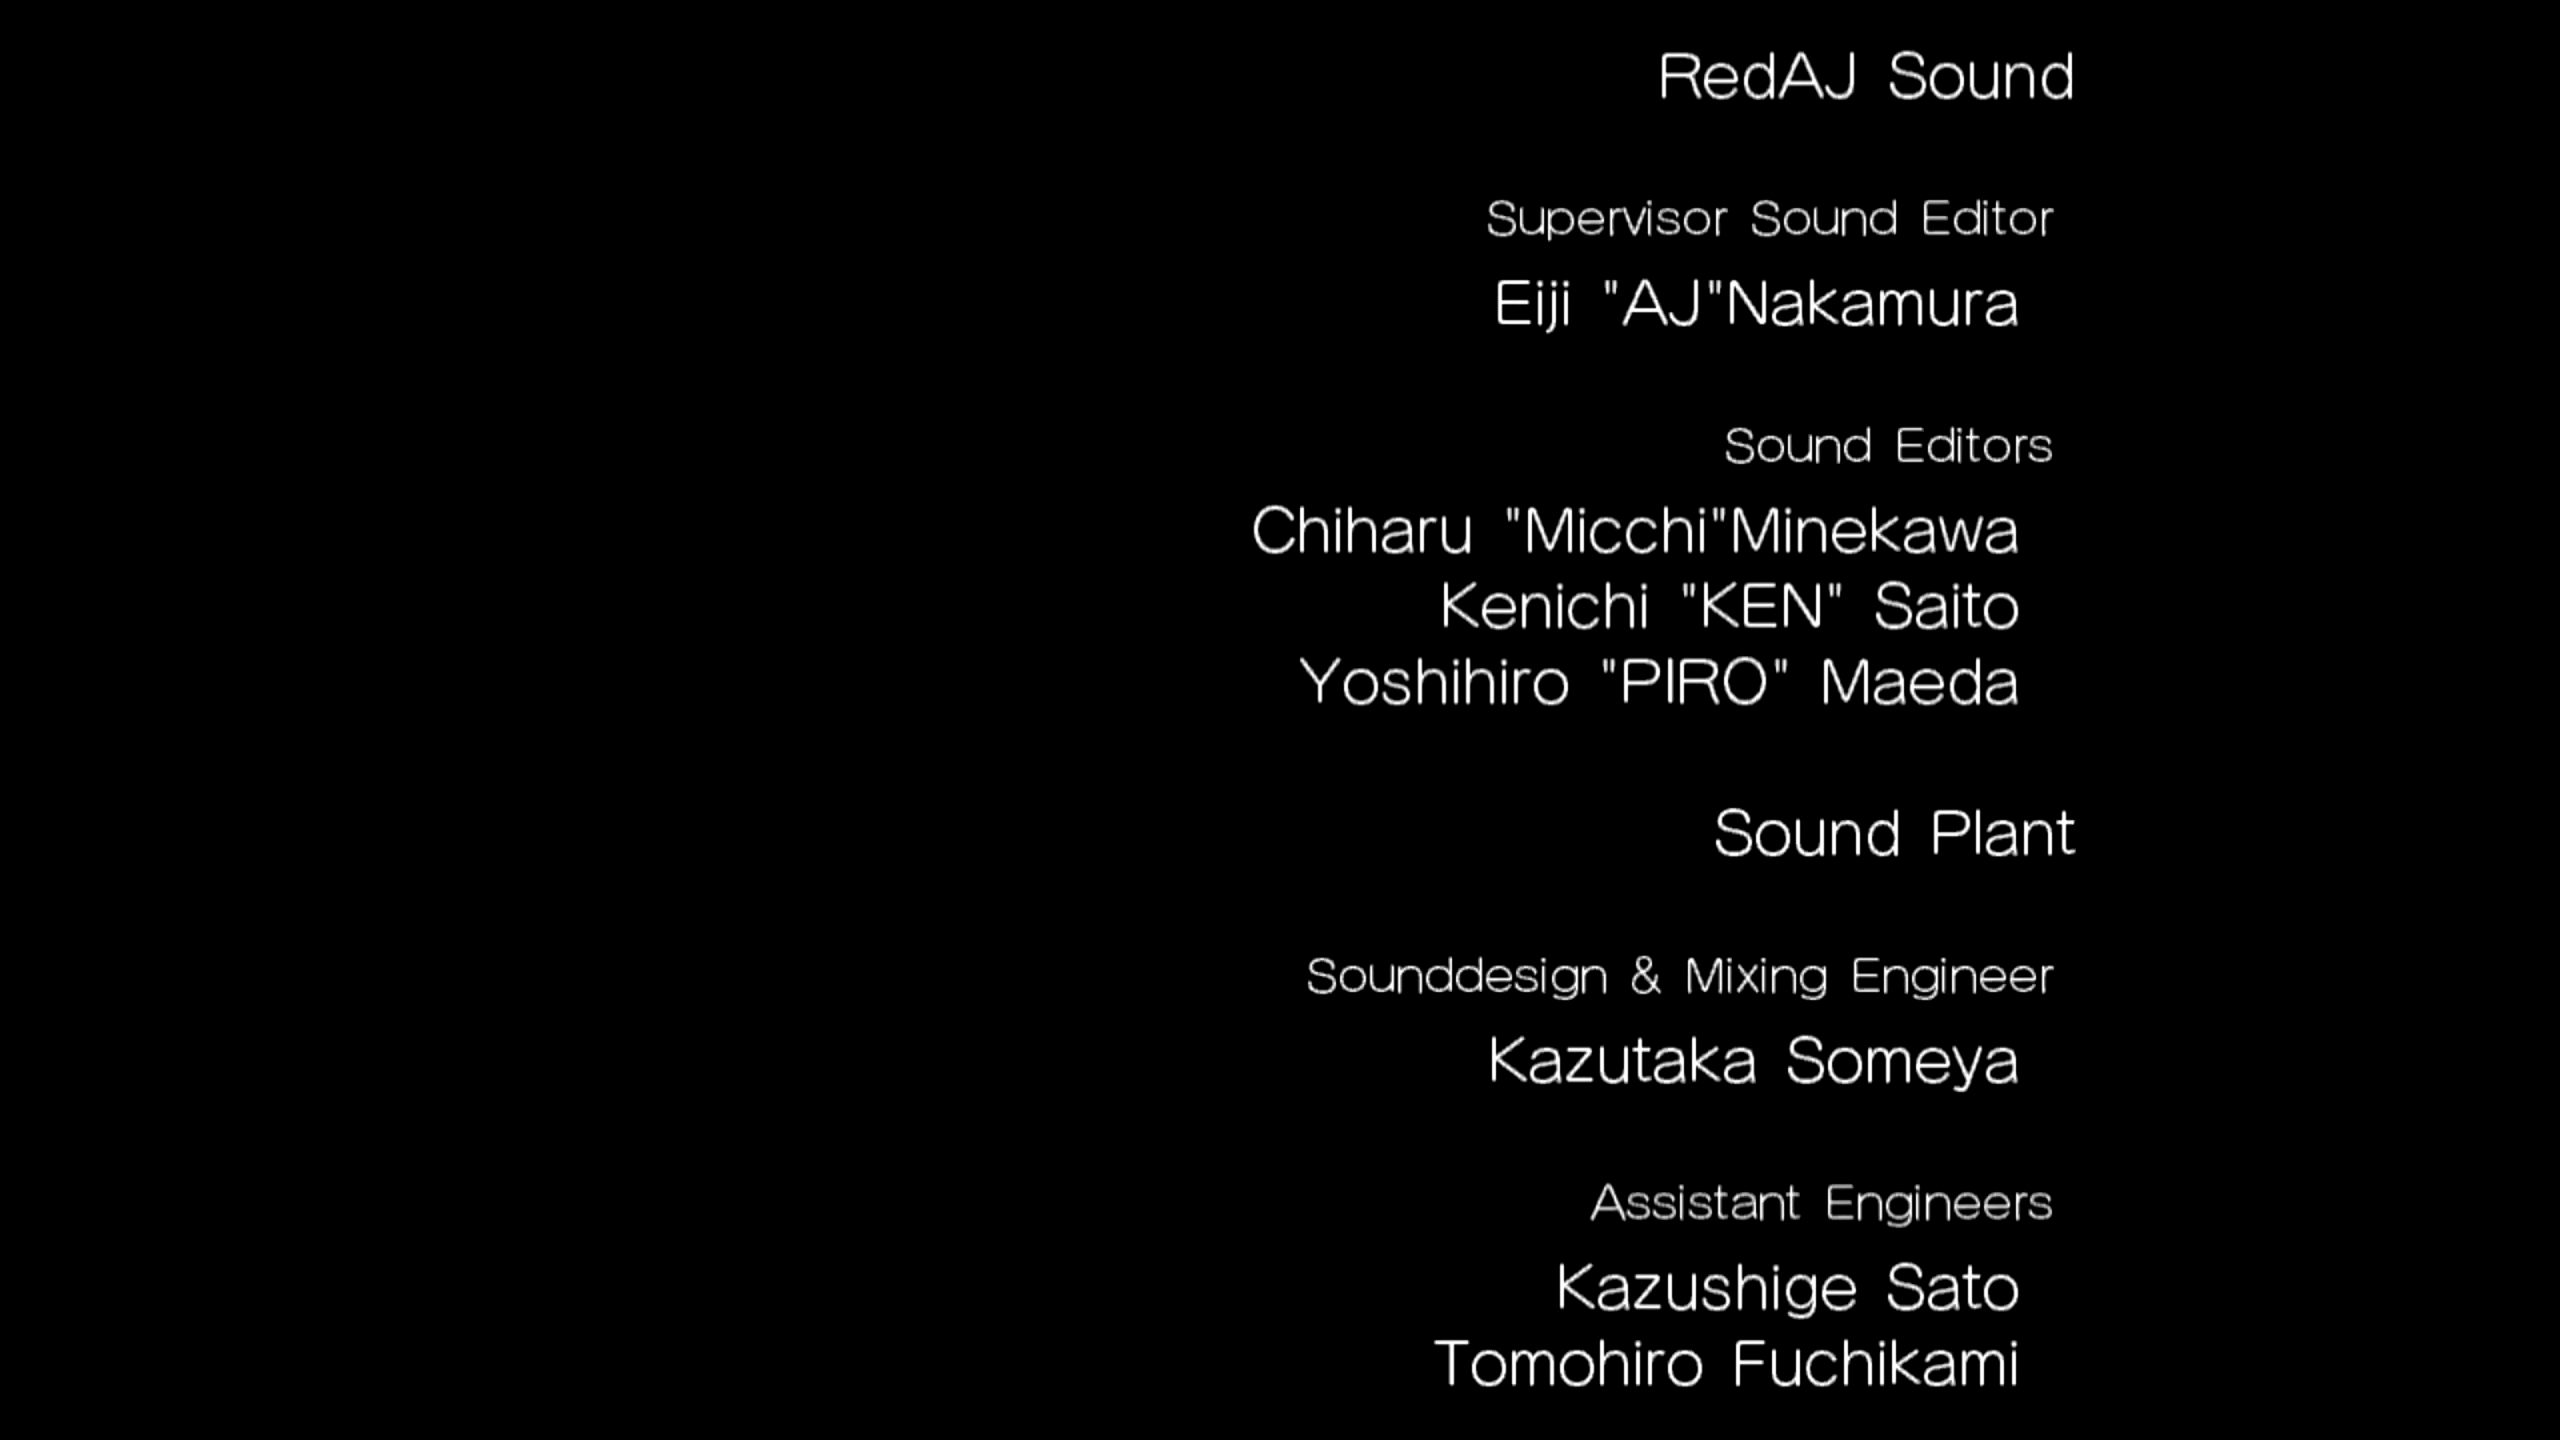 RedAJ Sound
Supervisor Sound Editor
Eiji "AJ"Nakamura
Sound Editors
Chiharu "Micchi"Minekawa
Kenichi "KEN" Saito
Yoshihiro "PIRO" Maeda
Sound Plant
Sounddesign & Mixing Engineer
Kazutaka Someya
Assistant Engineers
Kazushige Sato
Tomohiro Fuchikami